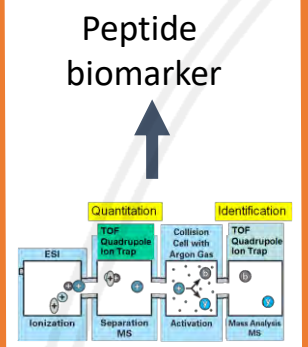 Peptide
biomarker
Quantitation
Identification
ESI
TOF
Quadrupole
Ion Trap
Collision
Cell with
Argon Gas
TOF
Quadrupole
Ion Trap
+
+
+
+
+
b
y
b
y
Ionization
Separation
MS
Activation
Mass Analysis
MS